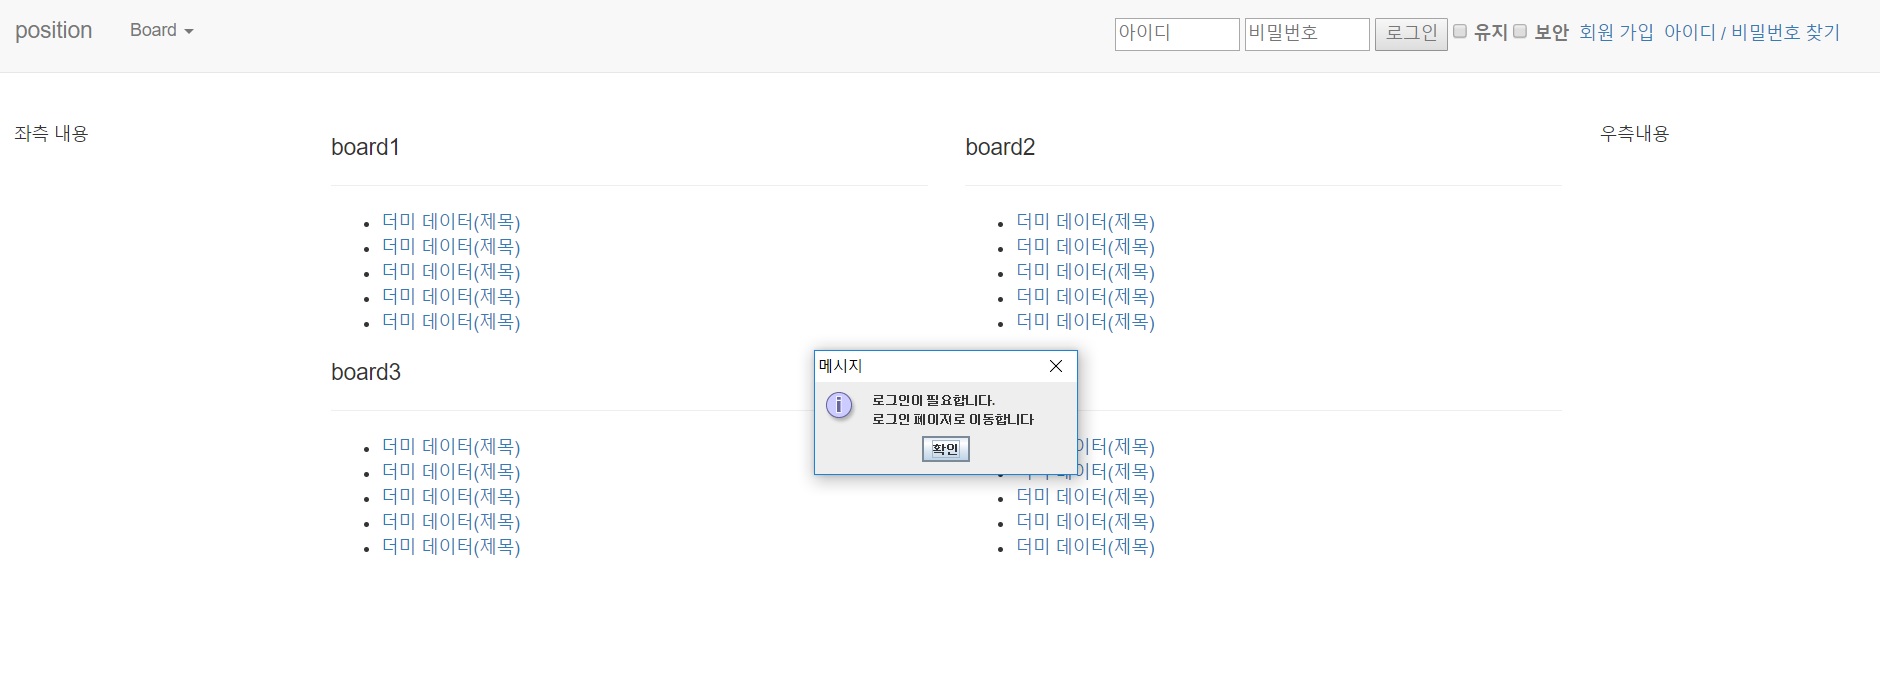 position Board 아이디 비밀번호 로그인 유지 보안 회원 가입 아이디 / 비밀번호 찾기
좌측 내용
board1
더미 데이터(제목)
더미 데이터(제목)
더미 데이터(제목)
더미 데이터(제목)
더미 데이터(제목)
board2
더미 데이터(제목)
더미 데이터(제목)
더미 데이터(제목)
더미 데이터(제목)
더미 데이터(제목)
우측내용
board3
더미 데이터(제목)
더미 데이터(제목)
더미 데이터(제목)
더미 데이터(제목)
더미 데이터(제목)
메시지
로그인이 필요합니다.
로그인 페이지로 이동합니다
확인
데이터(제목)
데이터(제목)
더미 데이터(제목)
더미 데이터(제목)
더미 데이터(제목)